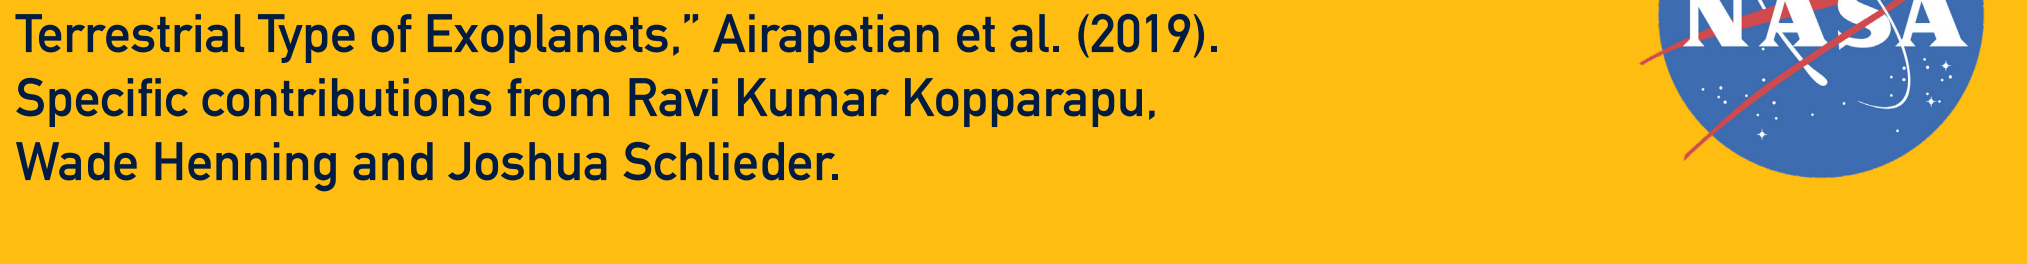 Terrestrial Type of Exoplanets,” Airapetian et al. (2019).
Specific contributions from Ravi Kumar Kopparapu,
Wade Henning and Joshua Schlieder.
NASA